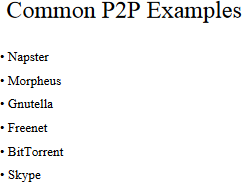 Common P2P Examples
• Napster
• Morpheus
• Gnutella
• Freenet
• BitTorrent
• Skype